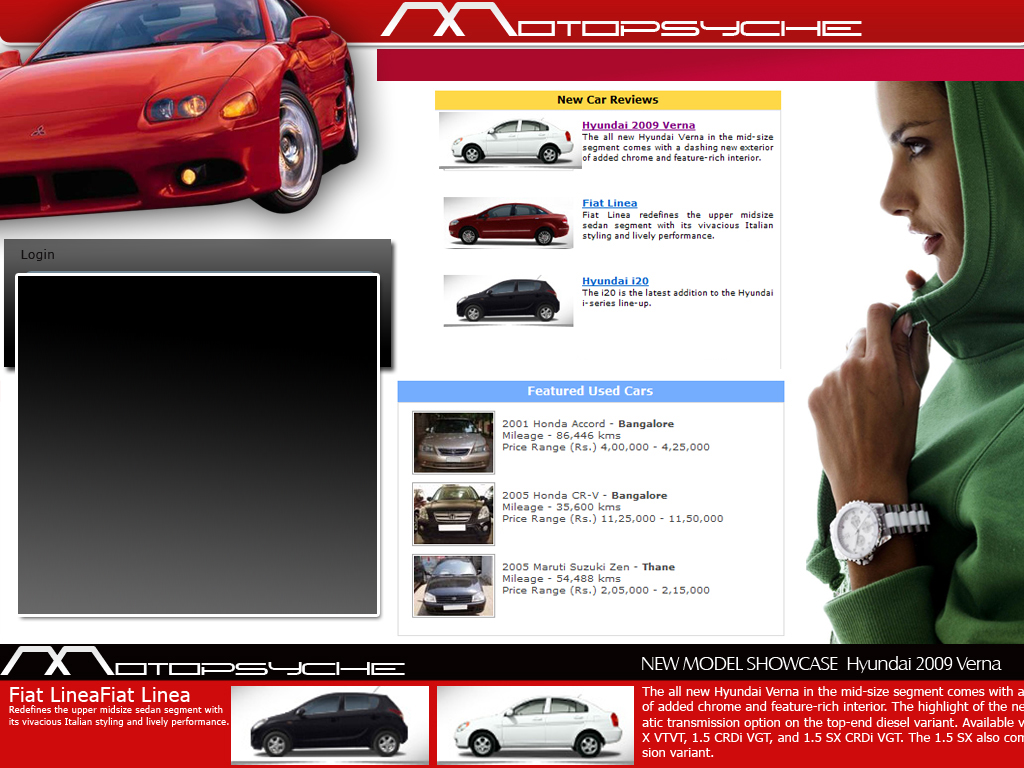 MOTOPSYCHE
New Car Reviews
Hyundai 2009 Verna
The all new Hyundai Verna in the mid-size
segment comes with a dashing new exterior
of added chrome and feature-rich interior.
Fiat Linea
Fiat Linea redefines the upper midsize
sedan segment with its vivacious Italian
styling and lively performance.
Hyundai i20
The i20 is the latest addition to the Hyundai
i-series line-up.
Login
Featured Used Cars
2001 Honda Accord - Bangalore
Mileage - 86,446 kms
Price Range (Rs.) 4,00,000 - 4,25,000
2005 Honda CR-V - Bangalore
Mileage - 35,600 kms
Price Range (Rs.) 11,25,000 - 11,50,000
2005 Maruti Suzuki Zen - Thane
Mileage - 54,488 kms
Price Range (Rs.) 2,05,000 - 2,15,000
MOTOPSYCHE
NEW MODEL SHOWCASE Hyundai 2009 Verna
Fiat LineaFiat Linea
Redefines the upper midsize sedan segment with
its vivacious Italian styling and lively performance.
The all new Hyundai Verna in the mid-size segment comes with a
of added chrome and feature-rich interior. The highlight of the ne
atic transmission option on the top-end diesel variant. Available v
X VTVT, 1.5 CRDi VGT, and 1.5 SX CRDi VGT. The 1.5 SX also com
sion variant.